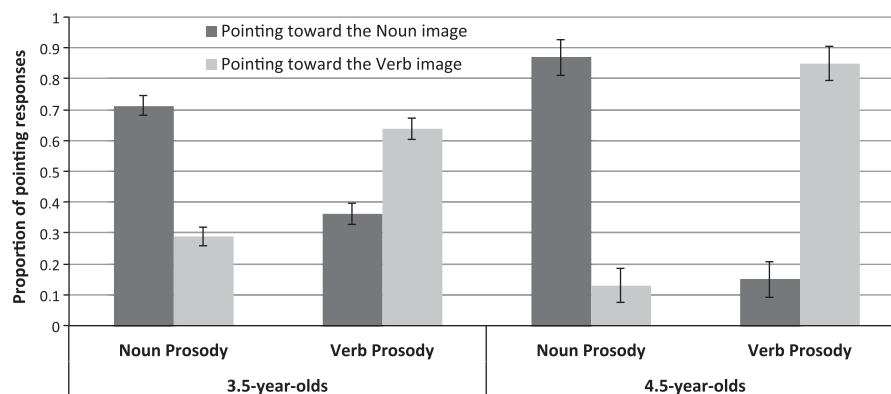 Proportion of pointing responses
1
0.9
0.8
0.7
0.6
0.5
0.4
0.3
0.2
0.1
0
Pointing toward the Noun image
Pointing toward the Verb image
Noun Prosody Verb Prosody Noun Prosody Verb Prosody
3.5-year-olds 4.5-year-olds